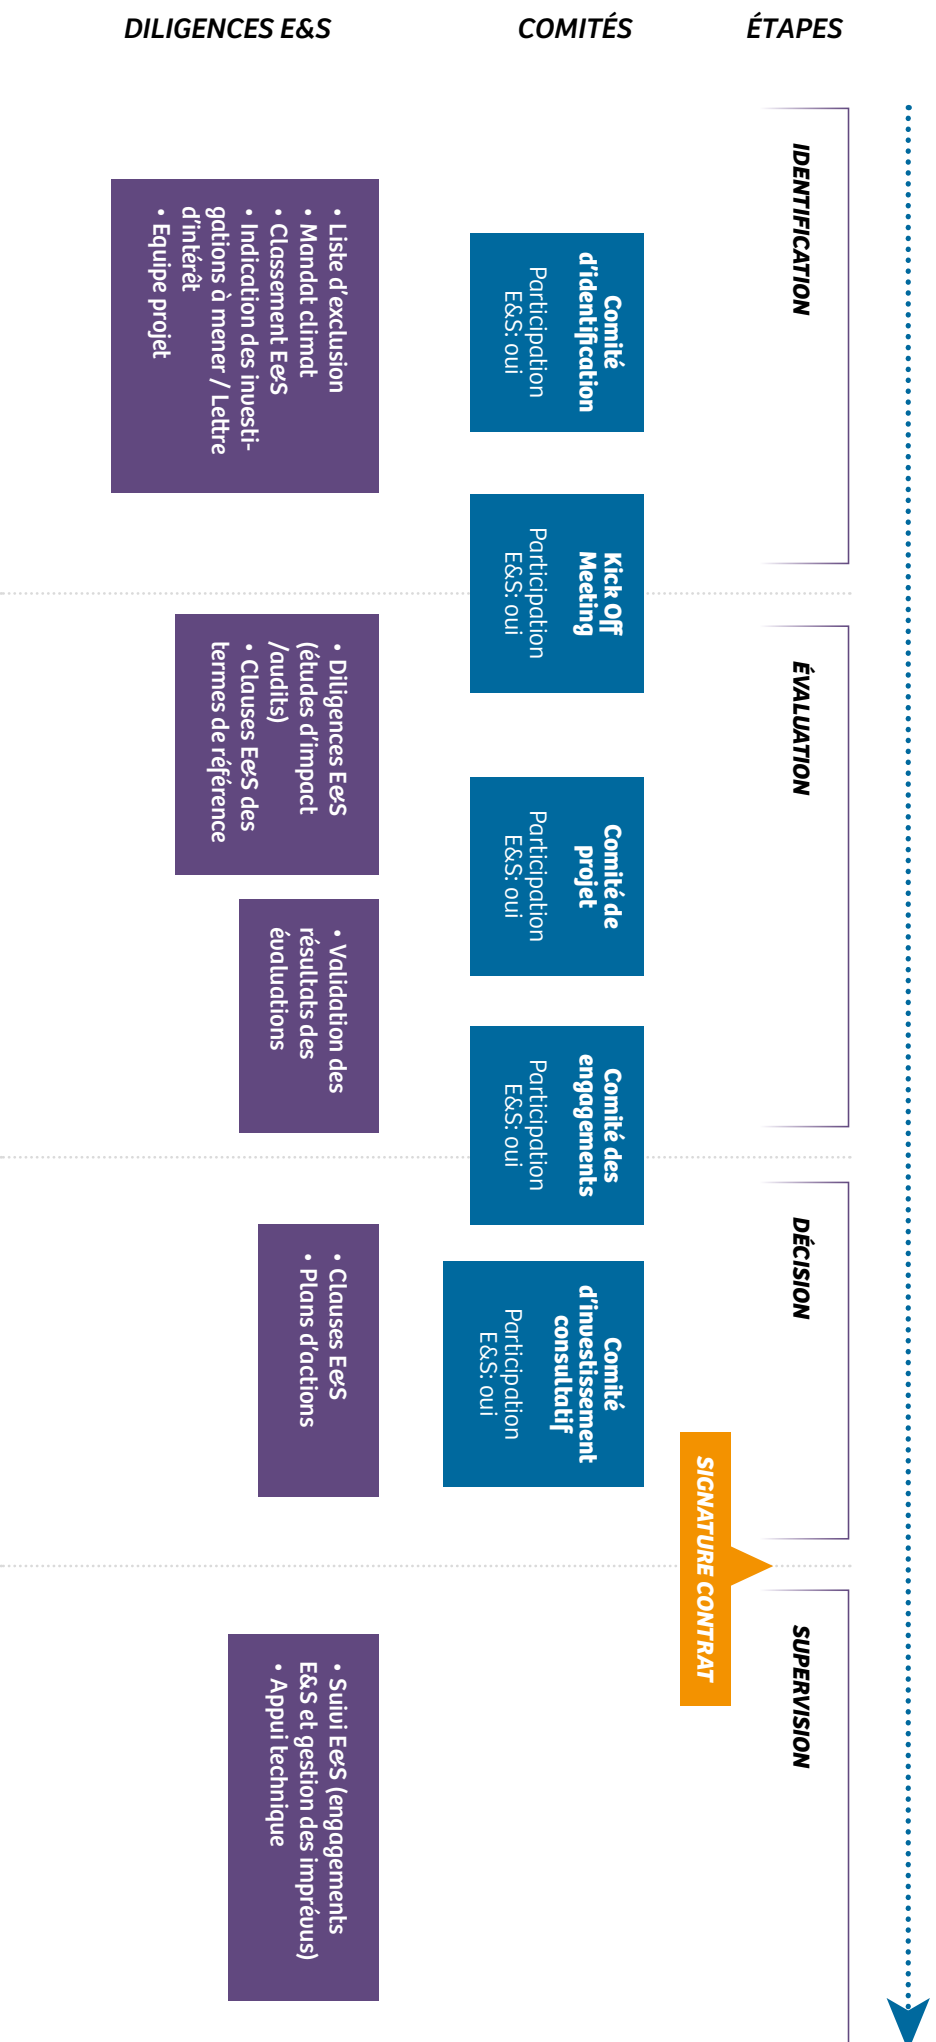 DILIGENCES E&S
COMITÉS
ÉTAPES
IDENTIFICATION
ÉVALUATION
DÉCISION
SUPERVISION
SIGNATURE CONTRAT
Comité
d'identification
Participation
E&S: oui
Kick Off
Meeting
Participation
E&S: oui
Comité de
projet
Participation
E&S: oui
Comité des
engagements
Participation
E&S: oui
Comité
d'investissement
consultatif
Participation
E&S: oui
• Liste d'exclusion
• Mandat climat
• Classement E&S
• Indication des investi-
gations à mener / Lettre
d'intérêt
• Equipe projet
• Diligences E&S
(études d'impact
/audits)
• Clauses E&S des
termes de référence
• Validation des
résultats des
évaluations
• Clauses E&S
• Plans d'actions
• Suivi E&S (engagements
E&S et gestion des imprévus)
• Appui technique